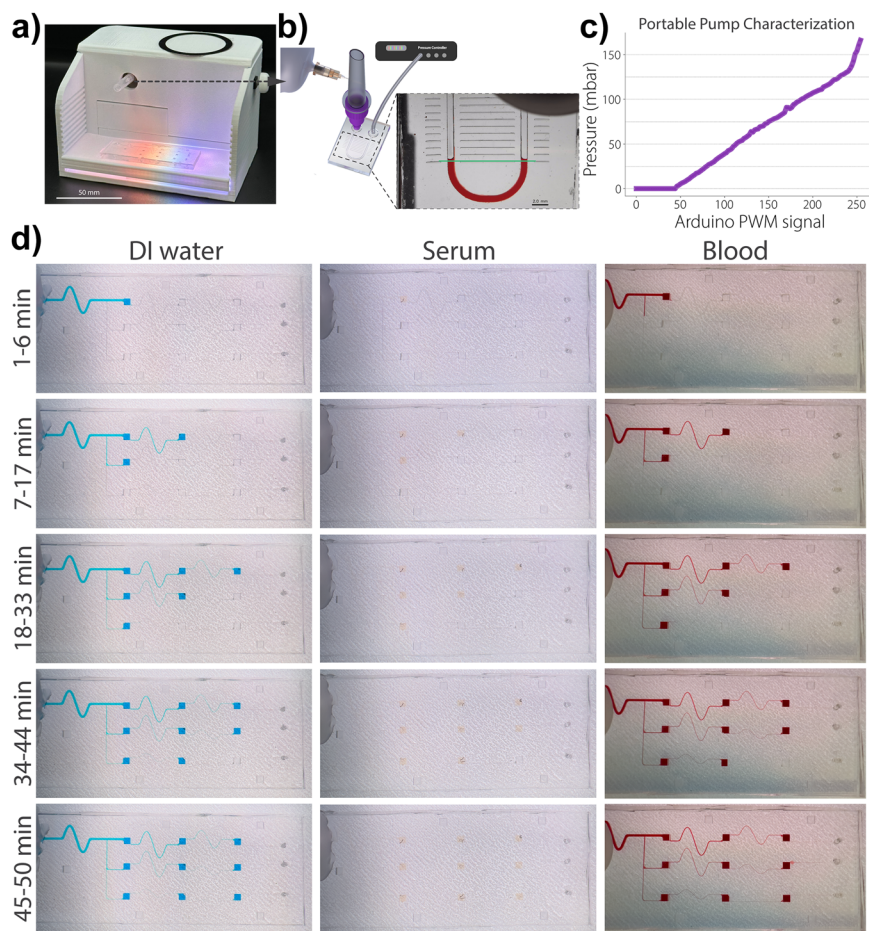 a)
50 mm
b)
Pressure Controller
2.0 mm
c)
Portable Pump Characterization
Pressure (mbar)
150
100
50
0
0
50
100
150
200
250
Arduino PWM signal
d)
DI water
Serum
Blood
1-6 min
7-17 min
18-33 min
34-44 min
45-50 min